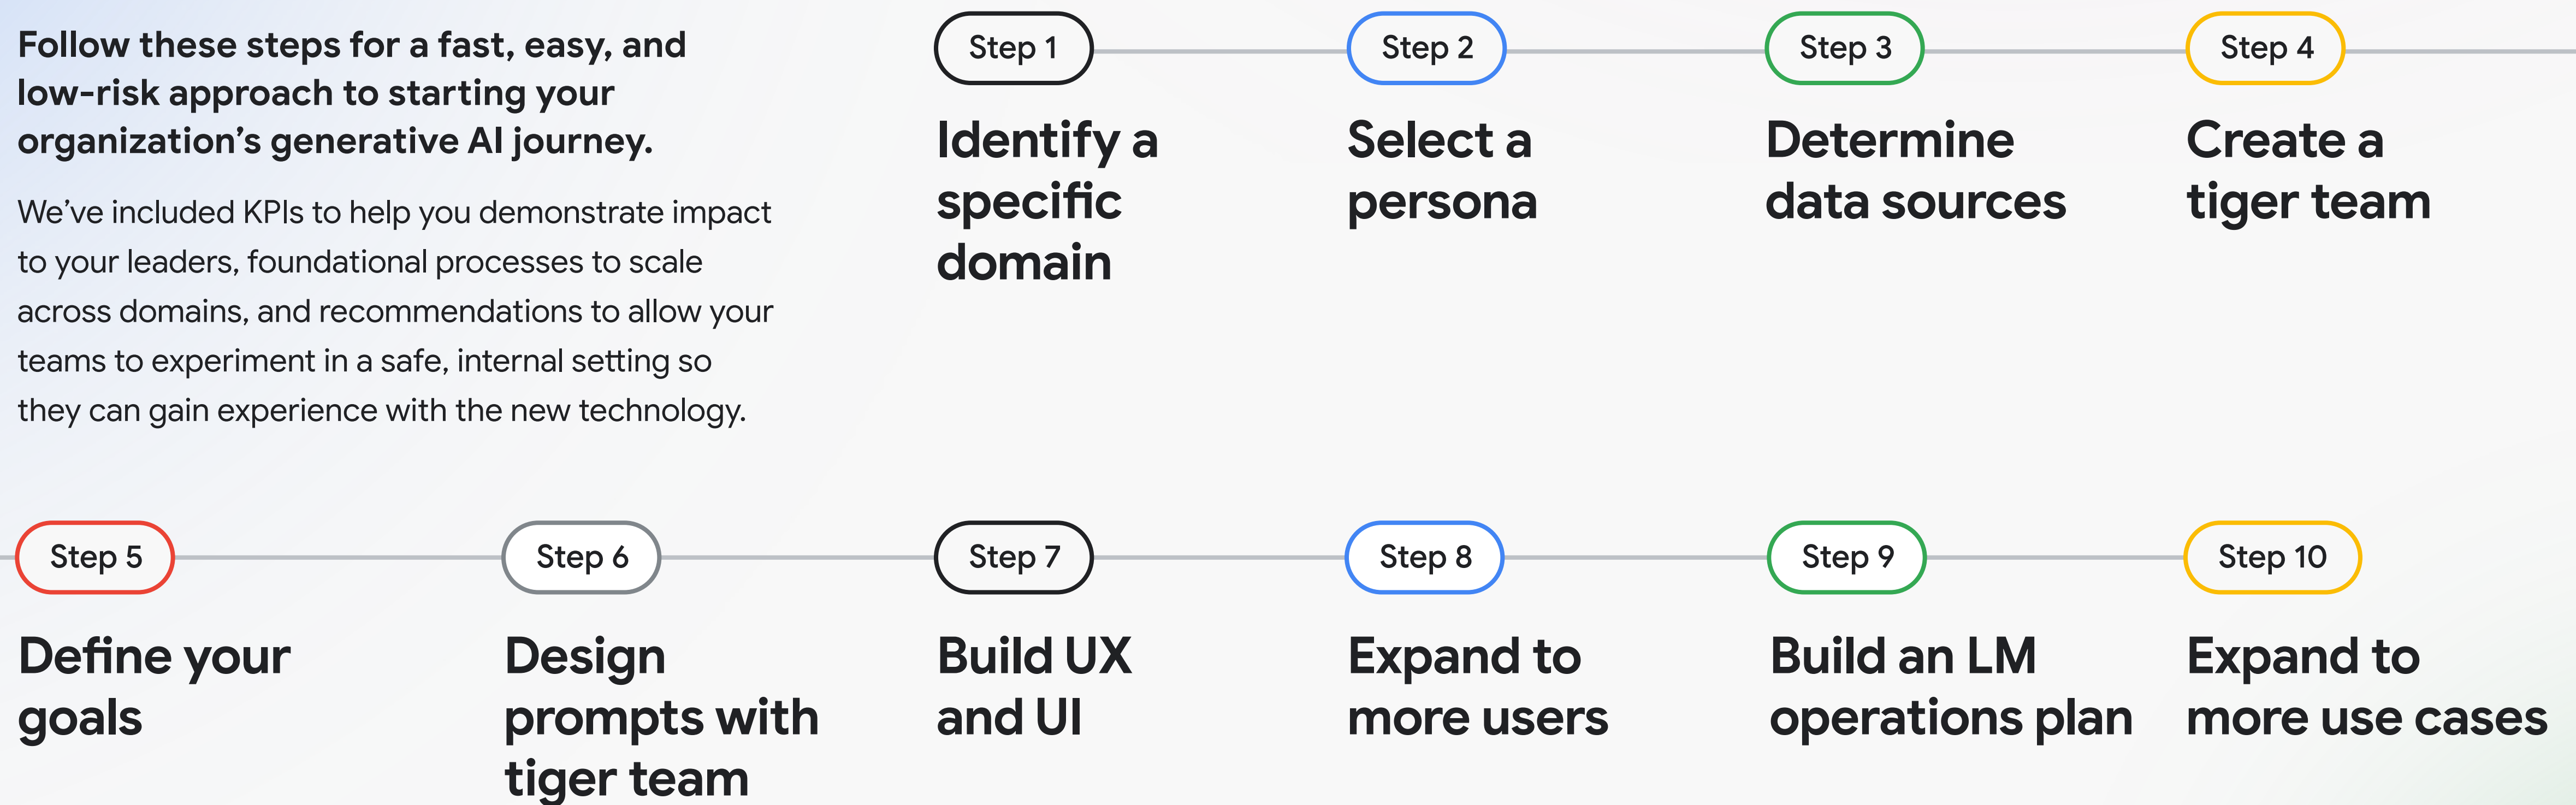 Follow these steps for a fast, easy, and
low-risk approach to starting your
organization’s generative AI journey.
We’ve included KPIs to help you demonstrate impact
to your leaders, foundational processes to scale
across domains, and recommendations to allow your
teams to experiment in a safe, internal setting so
they can gain experience with the new technology.
Step 1
Identify a
specific
domain
Step 2
Select a
persona
Step 3
Determine
data sources
Step 4
Create a
tiger team
Step 5
Define your
goals
Step 6
Design
prompts with
tiger team
Step 7
Build UX
and UI
Step 8
Expand to
more users
Step 9
Build an LM
operations plan
Step 10
Expand to
more use cases